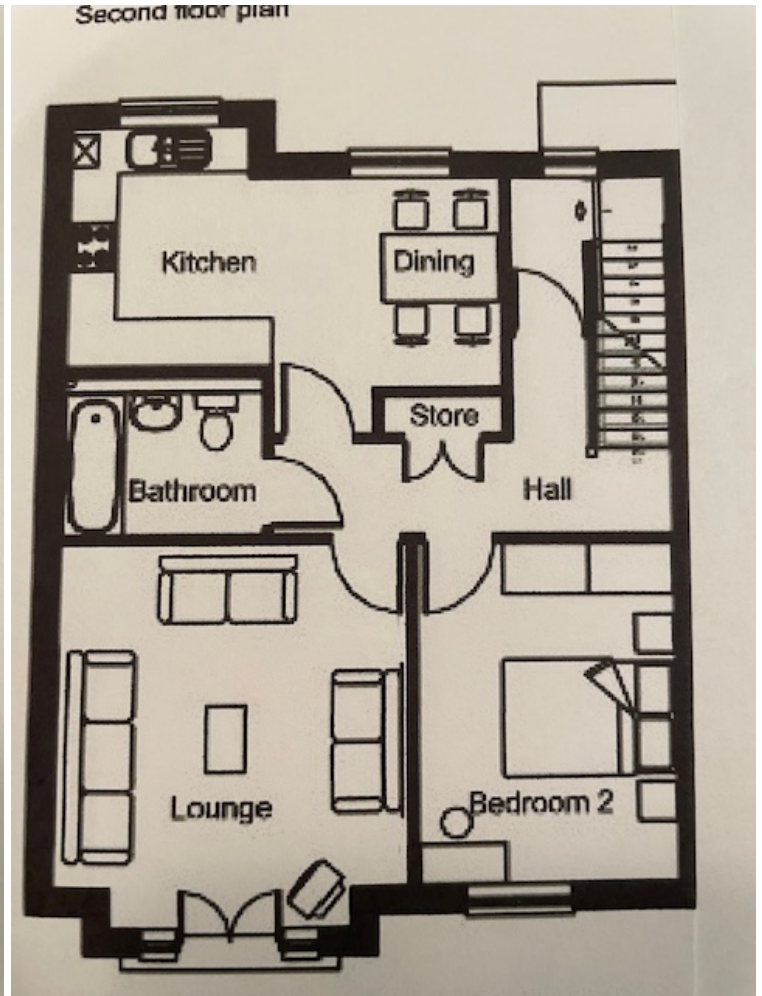 Second floor plan
Kitchen
Dining
Store
Bathroom
Hall
Lounge
Bedroom 2